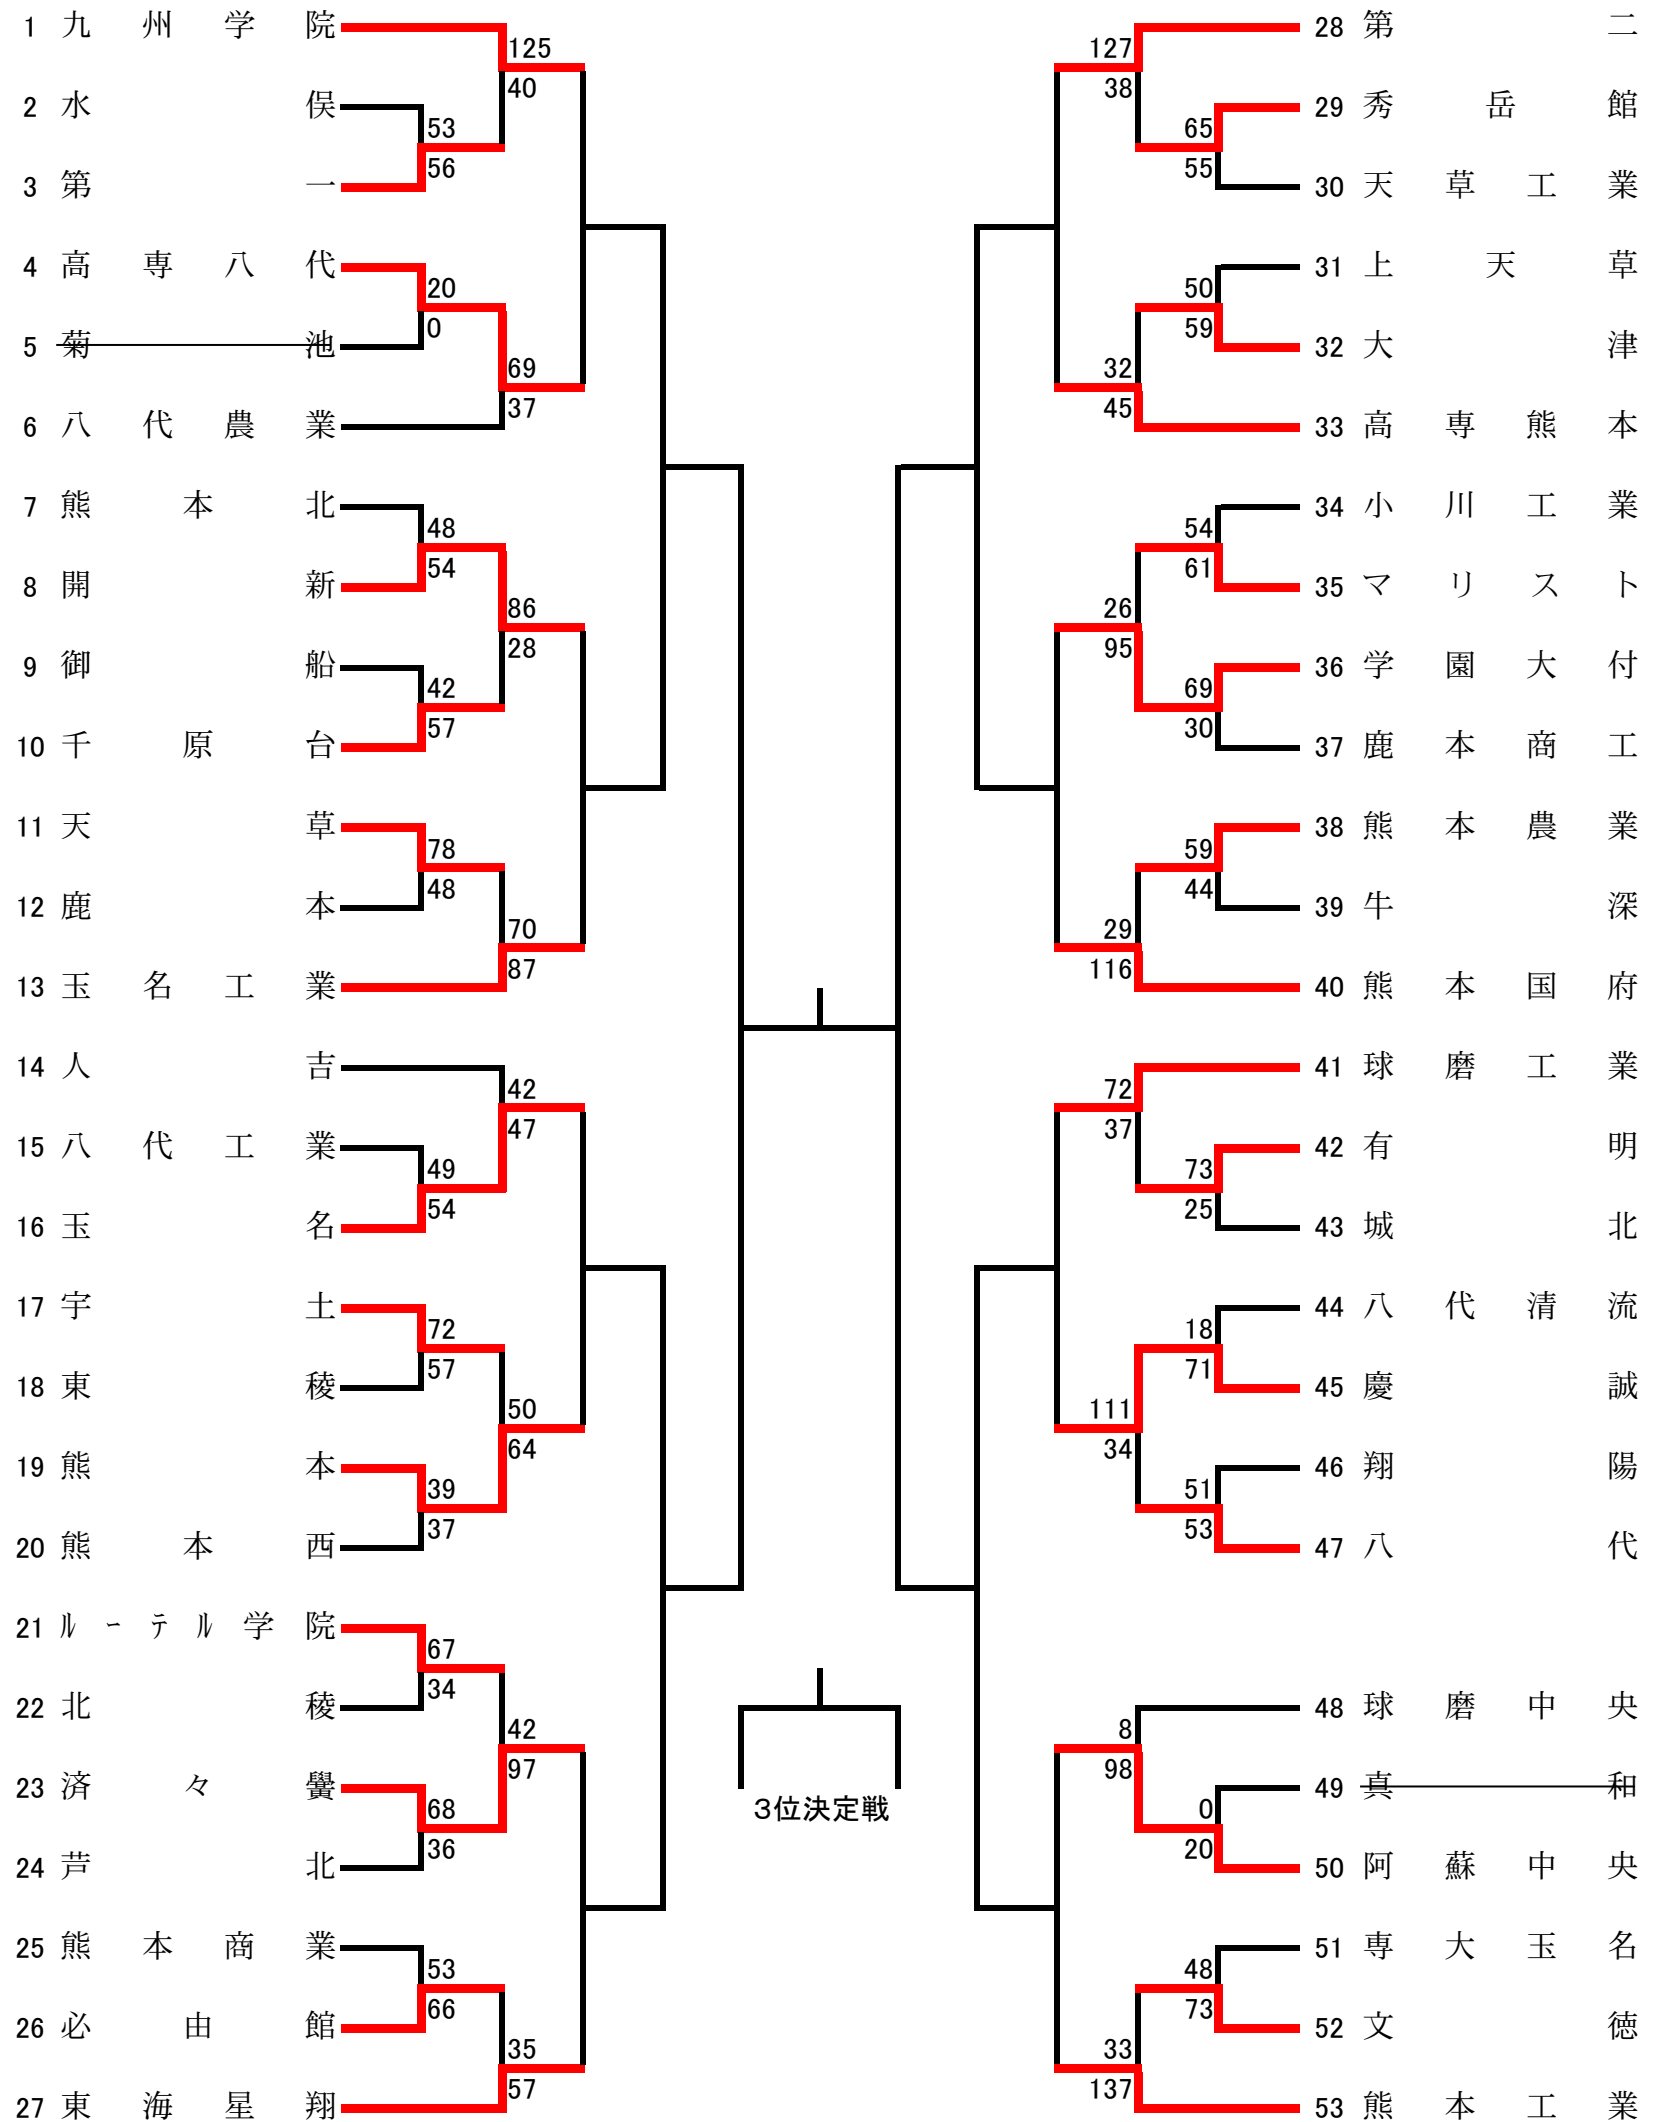 1 九州学院
2 水俣
3 第一
4 高専八代
5 菊池
6 八代農業
7 熊本北
8 開新
9 御船
10 千原台
11 天草
12 鹿本
13 玉名工業
14 人吉
15 八代工業
16 玉名
17 宇土
18 東稜
19 熊本
20 熊本西
21 ルーテル学院
22 北稜
23 済々黌
24 芦北
25 熊本商業
26 必由館
27 東海星翔
125
40
53
56
20
0
69
37
48
54
86
28
42
57
78
48
70
87
42
47
49
54
72
57
50
64
39
37
67
34
42
97
68
36
53
66
35
57
3位決定戦
127
38
65
55
50
59
32
45
54
61
26
95
69
30
59
44
29
116
72
37
73
25
18
71
111
34
51
53
8
98
0
20
48
73
33
137
28 第二
29 秀岳館
30 天草工業
31 上天草
32 大津
33 高専熊本
34 小川工業
35 マリスト
36 学園大付
37 鹿本商工
38 熊本農業
39 牛深
40 熊本国府
41 球磨工業
42 有明
43 城北
44 八代清流
45 慶誠
46 翔陽
47 八代
48 球磨中央
49 真和
50 阿蘇中央
51 専大玉名
52 文徳
53 熊本工業